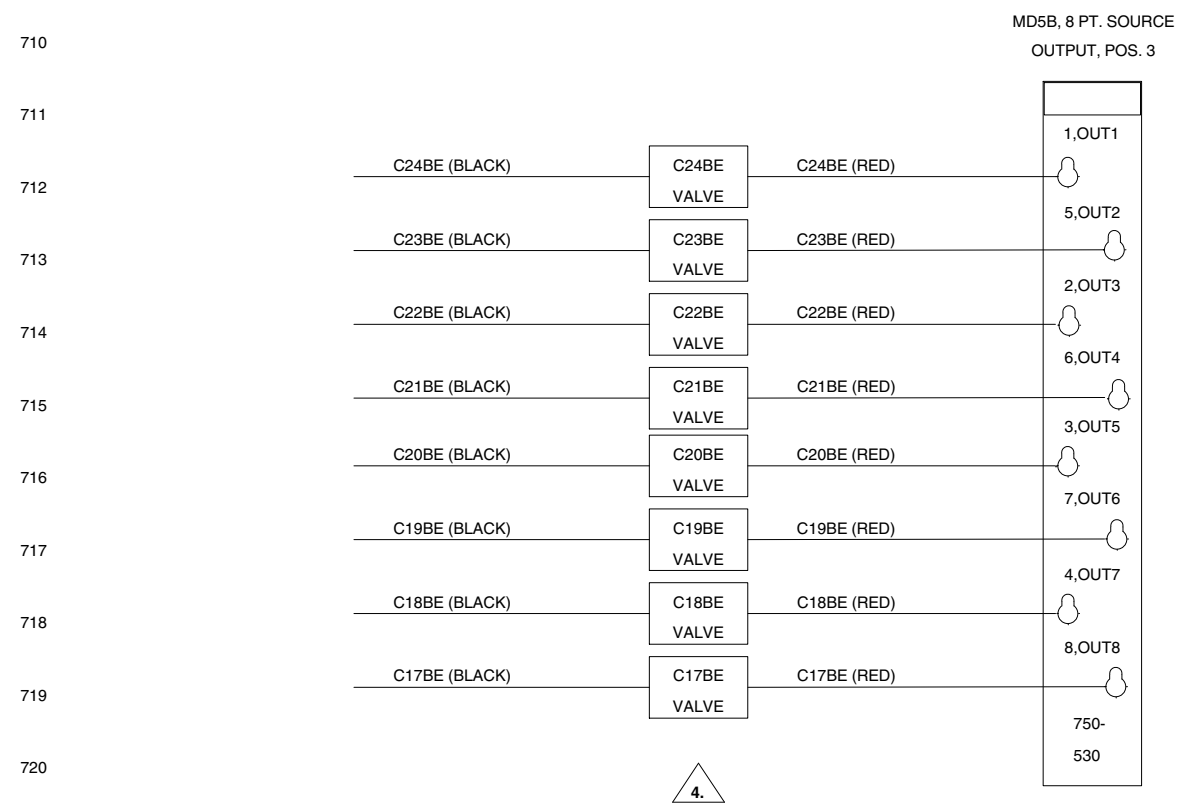 MD5B, 8 PT. SOURCE
710
OUTPUT, POS. 3
711
1,OUT1
C24BE (BLACK) C24BE C24BE (RED)
712
VALVE
5,OUT2
C23BE (BLACK) C23BE C23BE (RED)
713
VALVE
2,OUT3
C22BE (BLACK) C22BE C22BE (RED)
714
VALVE
6,OUT4
C21BE (BLACK) C21BE C21BE (RED)
715
VALVE
3,OUT5
C20BE (BLACK) C20BE C20BE (RED)
716
VALVE
7,OUT6
C19BE (BLACK) C19BE C19BE (RED)
717
VALVE
4,OUT7
C18BE (BLACK) C18BE C18BE (RED)
718
VALVE
8,OUT8
C17BE (BLACK) C17BE C17BE (RED)
719
VALVE
750-
530
720
4.